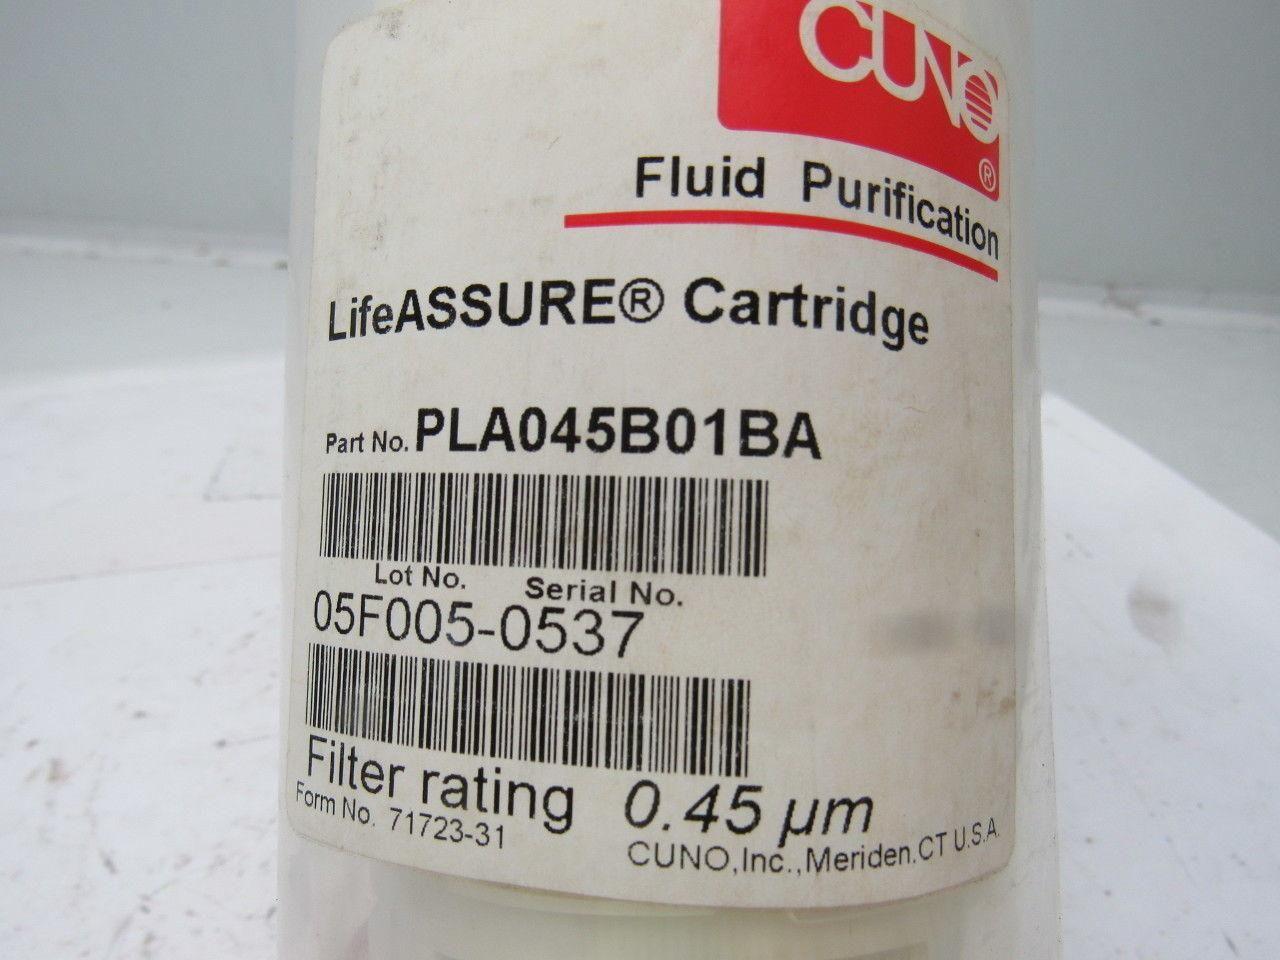 CUNO
®
Fluid Purification
LifeASSURE® Cartridge
Part No. PLA045B01BA
Lot No. Serial No.
05F005-0537
Filter rating 0.45 µm
Form No. 71723-31
CUNO,Inc.,Meriden.CT U.S.A.